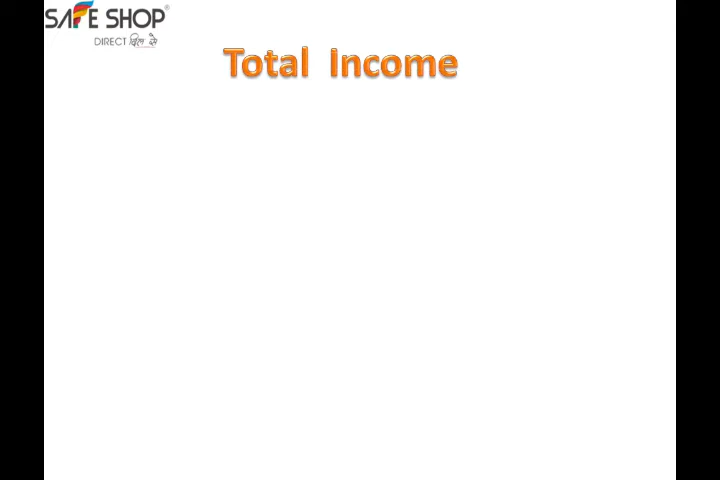 SAFE SHOP®
DIRECT दिल से
Total Income